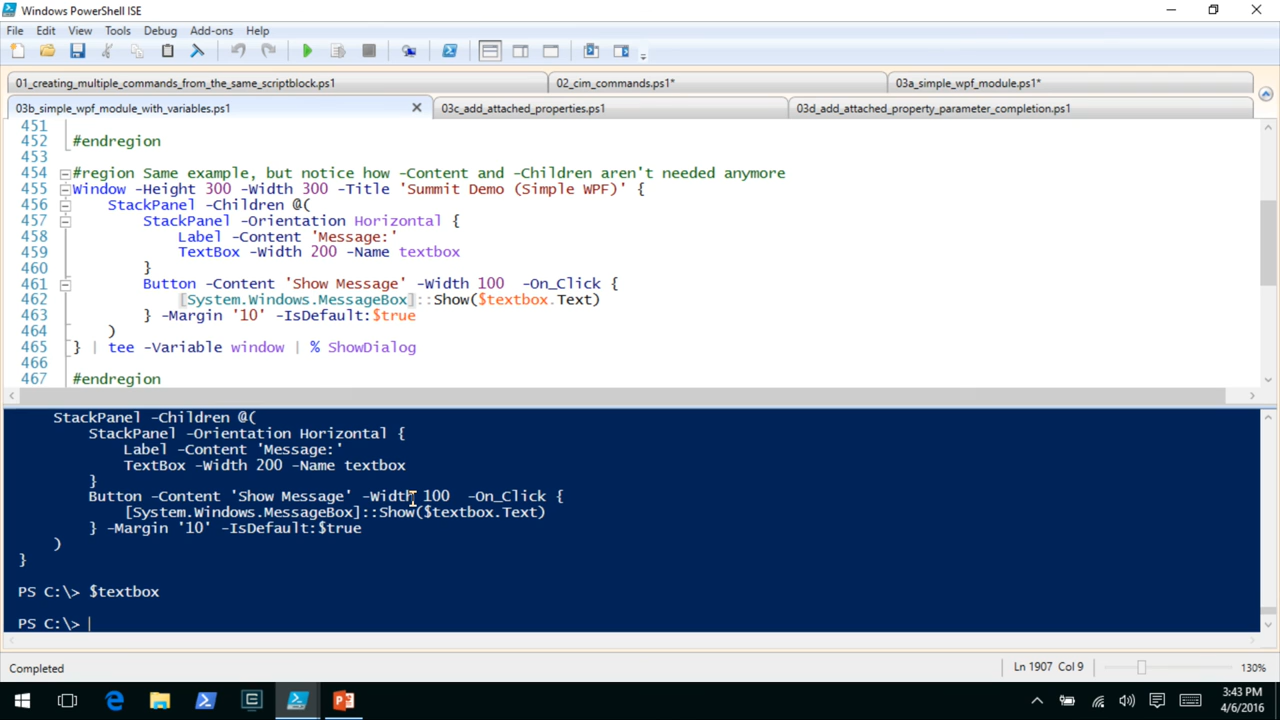 Windows PowerShell ISE
File Edit View Tools Debug Add-ons Help
01_creating_multiple_commands_from_the_same_scriptblock.ps1 02_cim_commands.ps1* 03a_simple_wpf_module.ps1*
03b_simple_wpf_module_with_variables.ps1 03c_add_attached_properties.ps1 03d_add_attached_property_parameter_completion.ps1
451
452 #endregion
453
454 #region Same example, but notice how -Content and -Children aren't needed anymore
455 Window -Height 300 -Width 300 -Title 'Summit Demo (Simple WPF)' {
456 StackPanel -Children @(
457 StackPanel -Orientation Horizontal {
458 Label -Content 'Message:'
459 TextBox -Width 200 -Name textbox
460 }
461 Button -Content 'Show Message' -Width 100  -On_Click {
462 [System.Windows.MessageBox]::Show($textbox.Text)
463 } -Margin '10' -IsDefault:$true
464 )
465 } | tee -Variable window | % ShowDialog
466
467 #endregion
StackPanel -Children @(
StackPanel -Orientation Horizontal {
Label -Content 'Message:'
TextBox -Width 200 -Name textbox
}
Button -Content 'Show Message' -Width 100  -On_Click {
[System.Windows.MessageBox]::Show($textbox.Text)
} -Margin '10' -IsDefault:$true
)
}
PS C:\> $textbox
PS C:\>
Completed Ln 1907 Col 9 130%
3:43 PM
4/6/2016